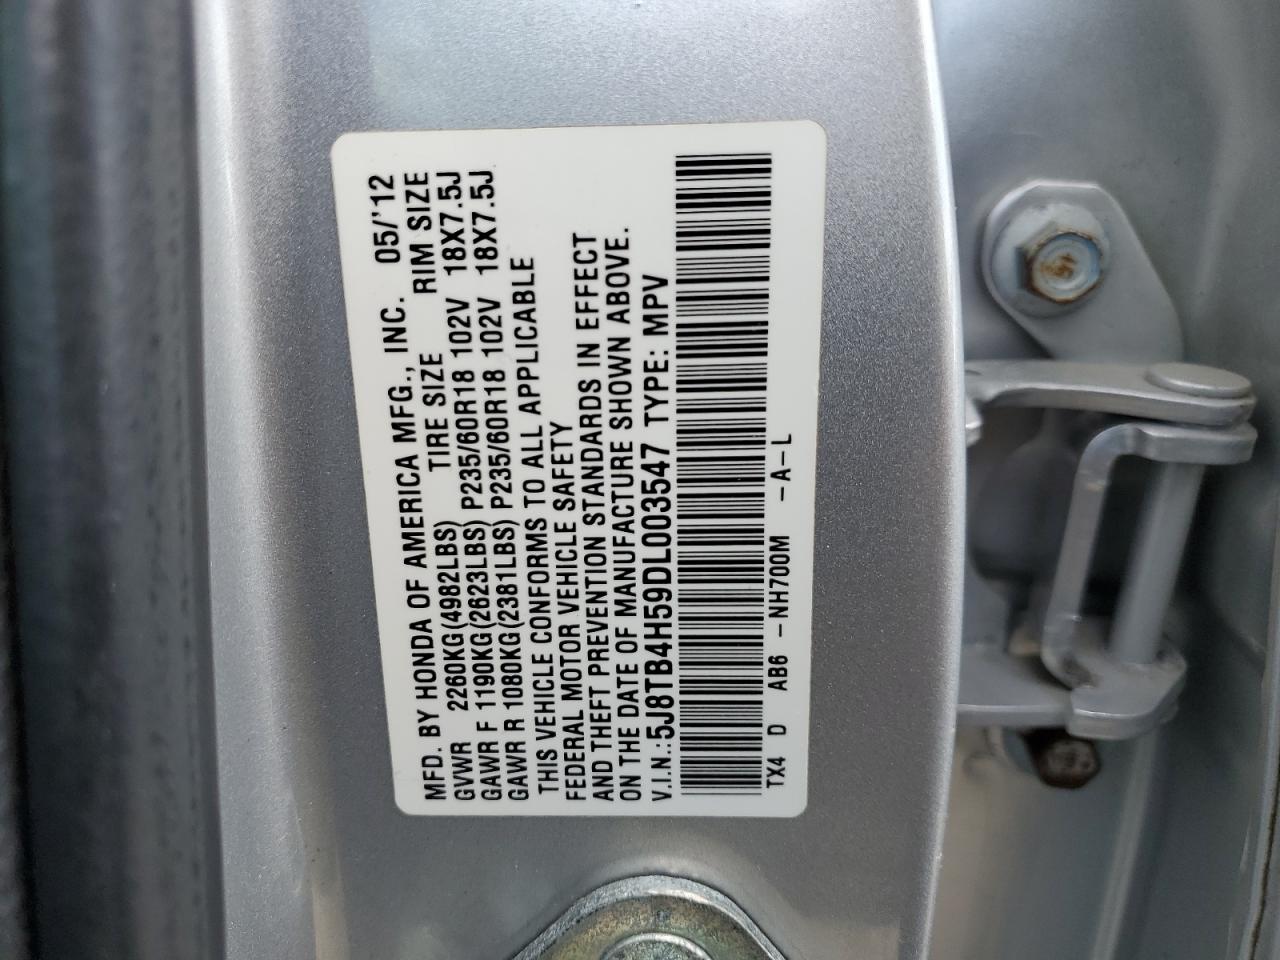 MFD. BY HONDA OF AMERICA MFG., INC. 05/'12
GVWR 2260KG(4982LBS) TIRE SIZE RIM SIZE
GAWR F 1190KG(2623LBS) P235/60R18 102V 18X7.5J
GAWR R 1080KG(2381LBS) P235/60R18 102V 18X7.5J
THIS VEHICLE CONFORMS TO ALL APPLICABLE
FEDERAL MOTOR VEHICLE SAFETY
AND THEFT PREVENTION STANDARDS IN EFFECT
ON THE DATE OF MANUFACTURE SHOWN ABOVE.
V.I.N.:5J8TB4H59DL003547 TYPE: MPV
TX4 D AB6 -NH700M -A-L